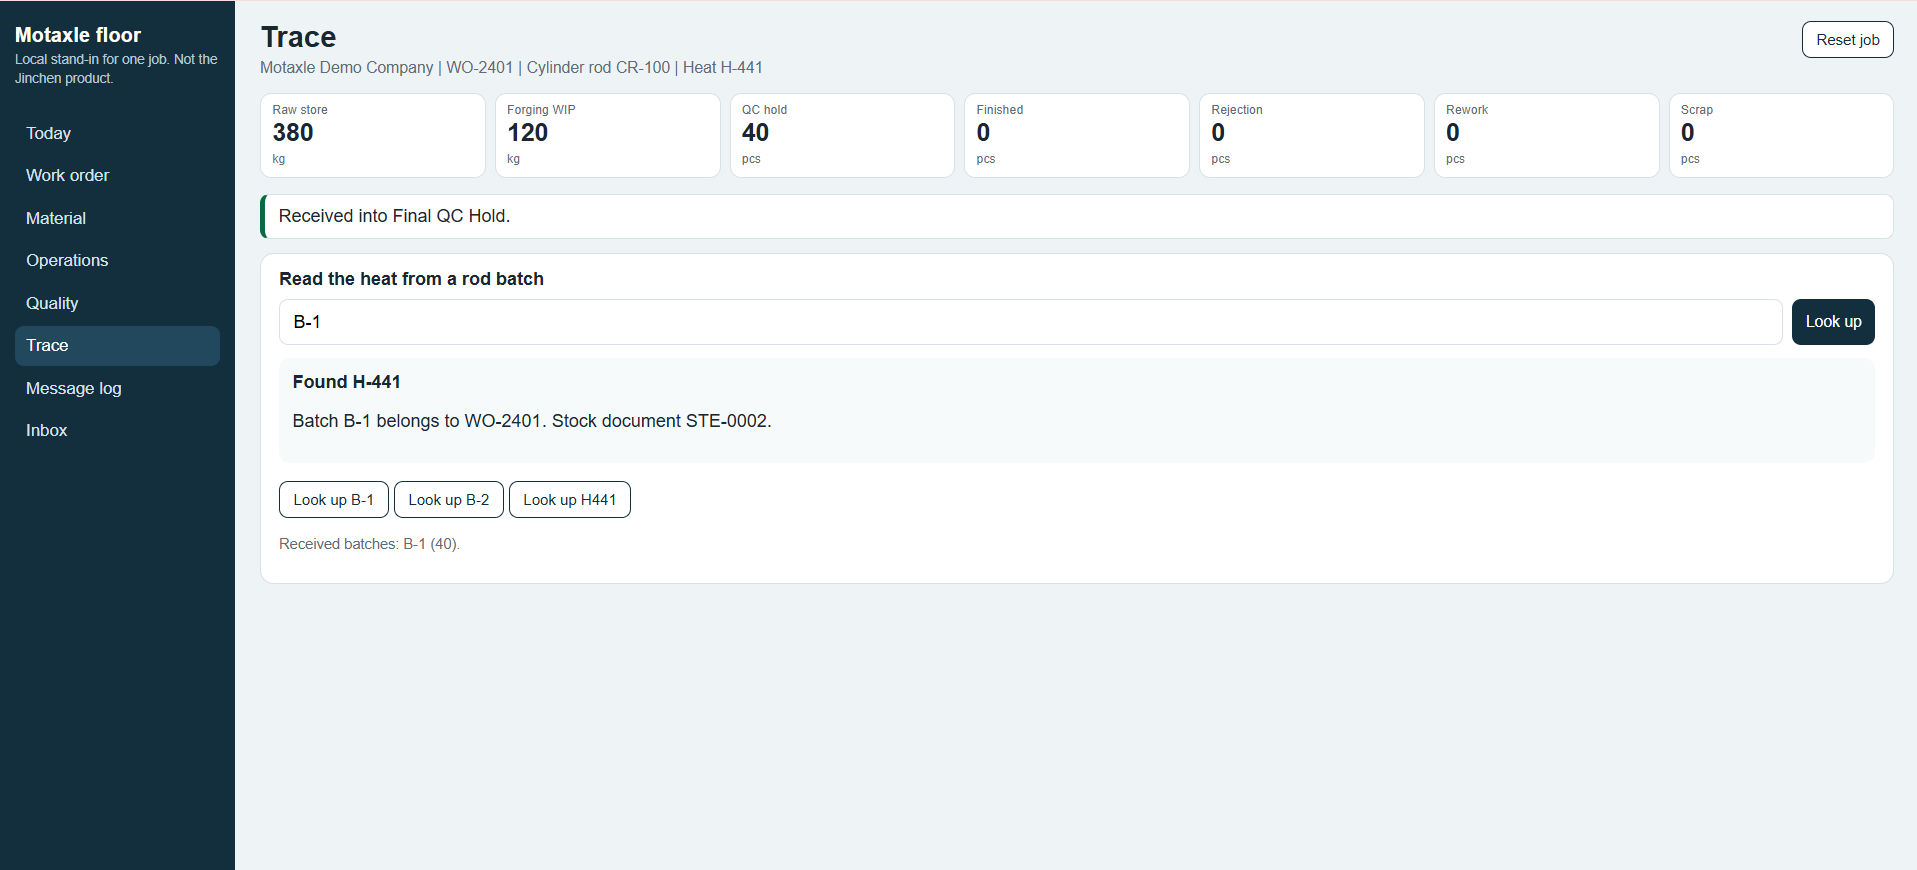 Motaxle floor
Local stand-in for one job. Not the
Jinchen product.
Today
Work order
Material
Operations
Quality
Trace
Message log
Inbox
Trace
Motaxle Demo Company | WO-2401 | Cylinder rod CR-100 | Heat H-441
Reset job
Raw store
380
kg
Forging WIP
120
kg
QC hold
40
pcs
Finished
0
pcs
Rejection
0
pcs
Rework
0
pcs
Scrap
0
pcs
Received into Final QC Hold.
Read the heat from a rod batch
B-1
Look up
Found H-441
Batch B-1 belongs to WO-2401. Stock document STE-0002.
Look up B-1
Look up B-2
Look up H441
Received batches: B-1 (40).